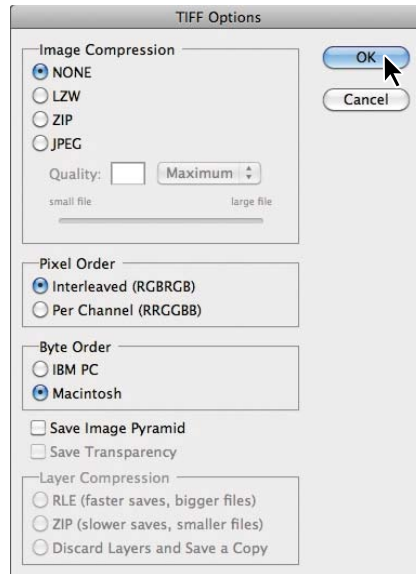 TIFF Options
Image Compression
NONE
LZW
ZIP
JPEG
Quality: Maximum
small file large file
Pixel Order
Interleaved (RGBRGB)
Per Channel (RRGGBB)
Byte Order
IBM PC
Macintosh
Save Image Pyramid
Save Transparency
Layer Compression
RLE (faster saves, bigger files)
ZIP (slower saves, smaller files)
Discard Layers and Save a Copy
OK
Cancel